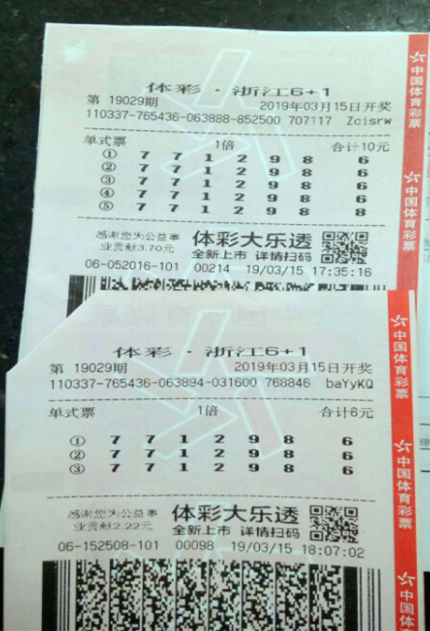 体彩·浙江6+1
第 19029期 2019年03月15日开奖
110337-765436-063888-852500 707117 Zcisrw
单式票 1倍 合计10元
① 7 7 1 2 9 8 6
② 7 7 1 2 9 8 6
③ 7 7 1 2 9 8 6
④ 7 7 1 2 9 8 6
⑤ 7 7 1 2 9 8 8
感谢您为公益事
业贡献3.70元
体彩大乐透
全新上市 详情扫码
06-052016-101 00214 19/03/15 17:35:16
中国体育彩票
中国体育彩票
体彩·浙江6+1
第 19029期 2019年03月15日开奖
110337-765436-063894-031600 768846 baYyKQ
单式票 1倍 合计6元
① 7 7 1 2 9 8 6
② 7 7 1 2 9 8 6
③ 7 7 1 2 9 8 6
感谢您为公益事
业贡献2.22元
体彩大乐透
全新上市 详情扫码
06-152508-101 00098 19/03/15 18:07:02
中国体育彩票
中国体育彩票
中国体